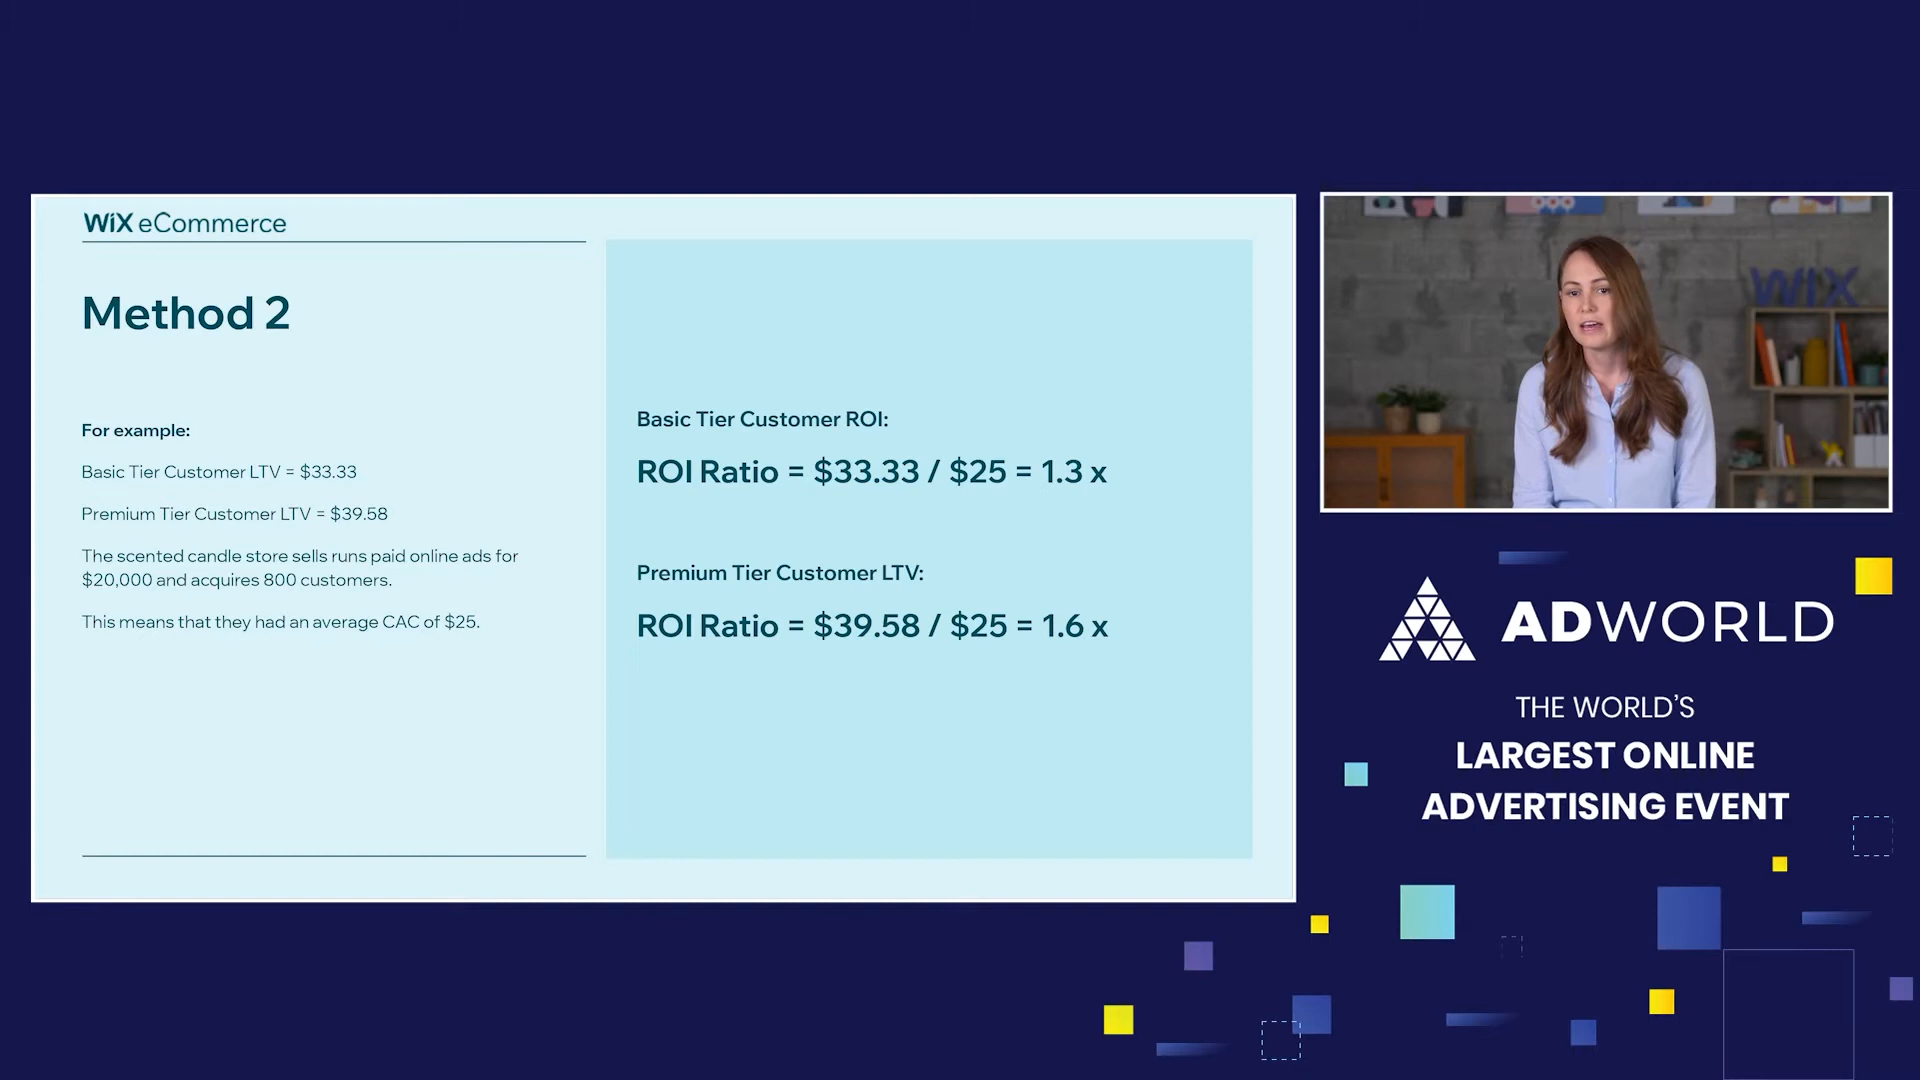 WiX eCommerce
Method 2
For example:
Basic Tier Customer LTV = $33.33
Premium Tier Customer LTV = $39.58
The scented candle store sells runs paid online ads for
$20,000 and acquires 800 customers.
This means that they had an average CAC of $25.
Basic Tier Customer ROI:
ROI Ratio = $33.33 / $25 = 1.3 x
Premium Tier Customer LTV:
ROI Ratio = $39.58 / $25 = 1.6 x
WIX
ADWORLD
THE WORLD'S
LARGEST ONLINE
ADVERTISING EVENT